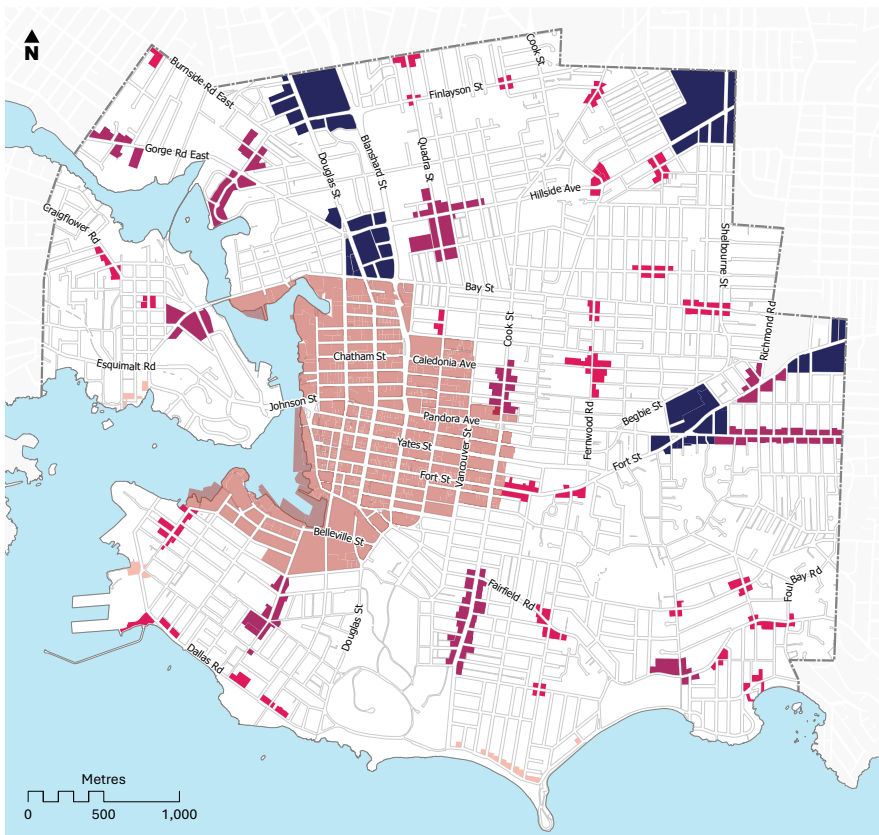 N
Burnside Rd East
Cook St
Finlayson St
Gorge Rd East
Blanshard St
Douglas St
Quadra St
Hillside Ave
Craigflower Rd
Shelbourne St
Bay St
Richmond Rd
Cook St
Chatham St
Caledonia Ave
Esquimalt Rd
Johnson St
Pandora Ave
Begbie St
Fernwood Rd
Yates St
Vancouver St
Fort St
Fort St
Belleville St
Fairfield Rd
Foul Bay Rd
Douglas St
Dallas Rd
Metres
0 500 1,000